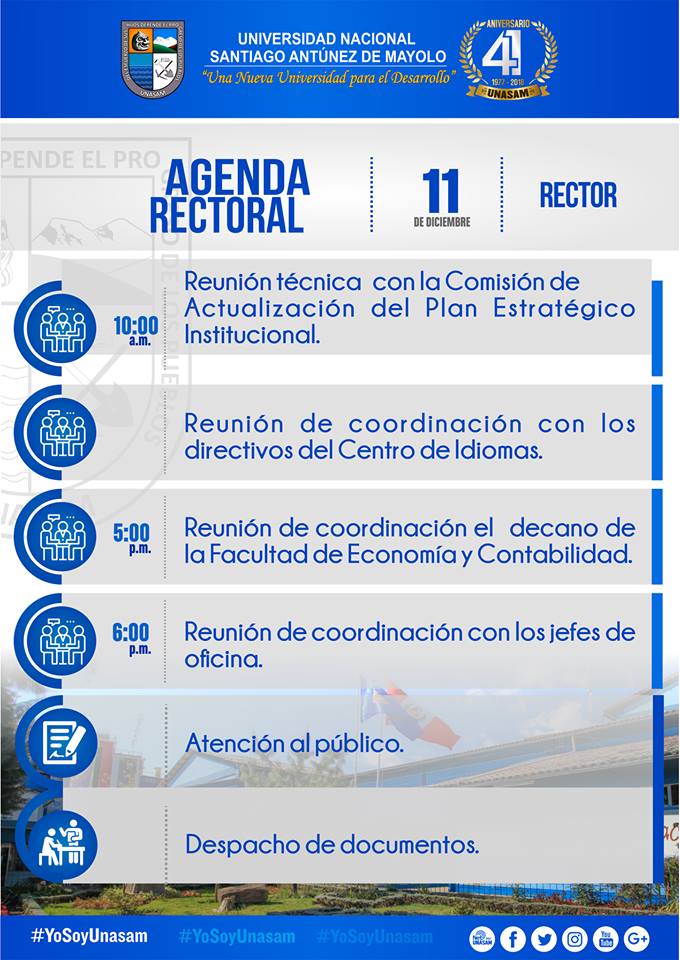 UNIVERSIDAD NACIONAL
SANTIAGO ANTÚNEZ DE MAYOLO
“Una Nueva Universidad para el Desarrollo”
UNASAM
ANIVERSARIO
41
1977 - 2018
UNASAM
PENDE EL PRO
AGENDA
RECTORAL
11
DE DICIEMBRE
RECTOR
10:00
a.m.
Reunión técnica con la Comisión de
Actualización del Plan Estratégico
Institucional.
Reunión de coordinación con los
directivos del Centro de Idiomas.
5:00
p.m.
Reunión de coordinación el decano de
la Facultad de Economía y Contabilidad.
6:00
p.m.
Reunión de coordinación con los jefes de
oficina.
Atención al público.
Despacho de documentos.
#YoSoyUnasam
#YoSoyUnasam
#YoSoyUnasam
UNASAM
You
Tube
G+